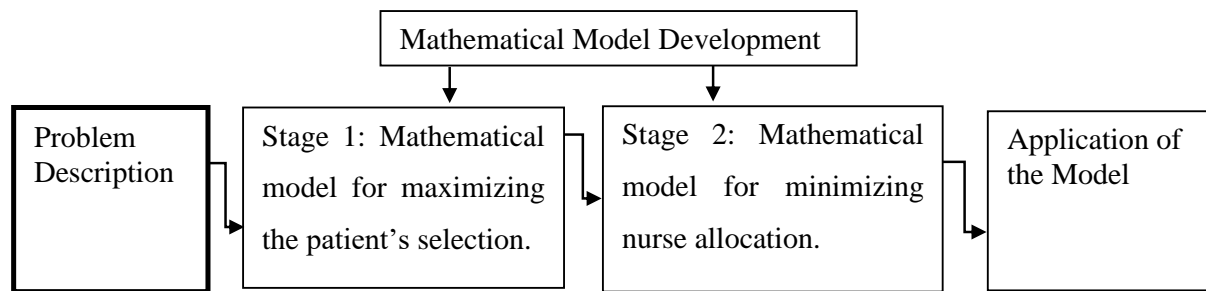 Mathematical Model Development
Problem
Description
Stage 1: Mathematical
model for maximizing
the patient’s selection.
Stage 2: Mathematical
model for minimizing
nurse allocation.
Application of
the Model